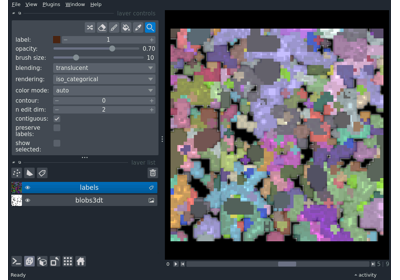 File View Plugins Window Help
layer controls
label: 1
opacity: 0.70
brush size: 10
blending: translucent
rendering: iso_categorical
color mode: auto
contour: 0
n edit dim: 2
contiguous: ✓
preserve
labels:
show
selected:
layer list
labels
blobs3dt
Ready
activity